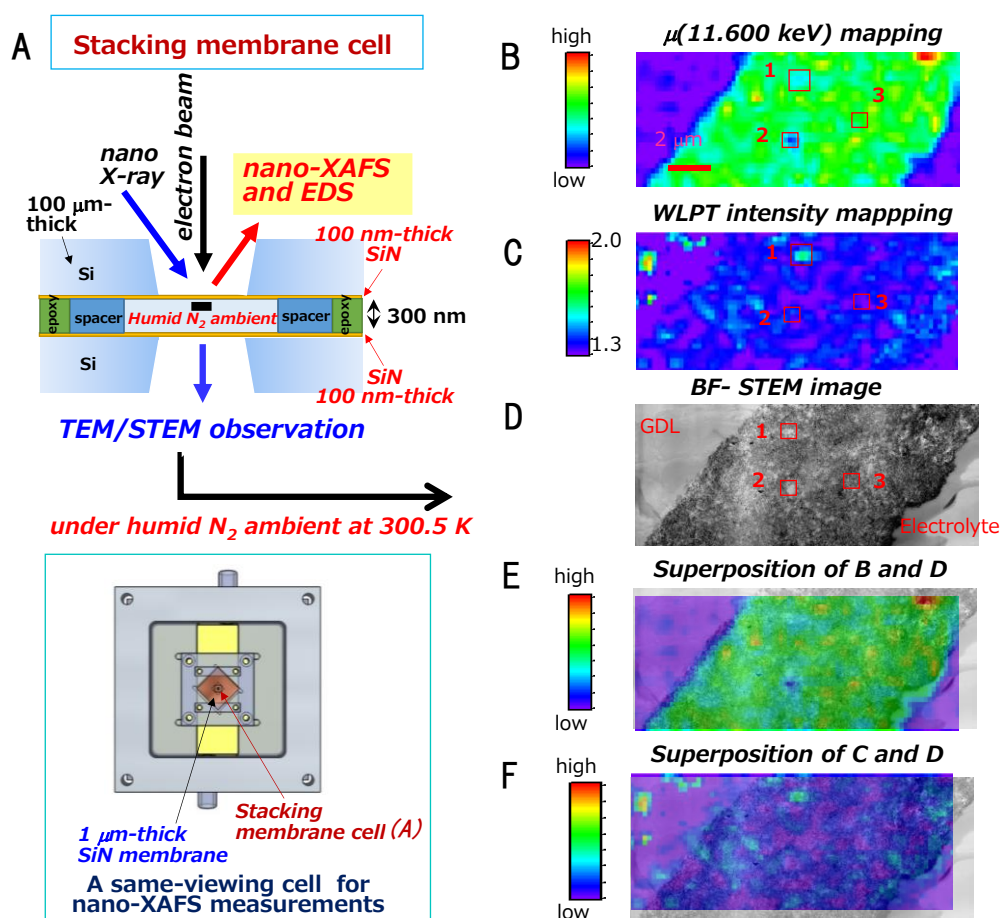 A
Stacking membrane cell
electron beam
nano
X-ray
nano-XAFS
and EDS
100 μm-
thick
100 nm-thick
SiN
Si
epoxy
spacer
Humid N₂ ambient
spacer
epoxy
300 nm
Si
SiN
100 nm-thick
TEM/STEM observation
under humid N₂ ambient at 300.5 K
1 μm-thick
SiN membrane
Stacking
membrane cell (A)
A same-viewing cell for
nano-XAFS measurements
B
high
low
μ(11.600 keV) mapping
1
3
2
2 μm
C
2.0
1.3
WLPT intensity mappping
1
2
3
D
BF- STEM image
GDL
1
2
3
Electrolyte
E
high
low
Superposition of B and D
F
high
low
Superposition of C and D